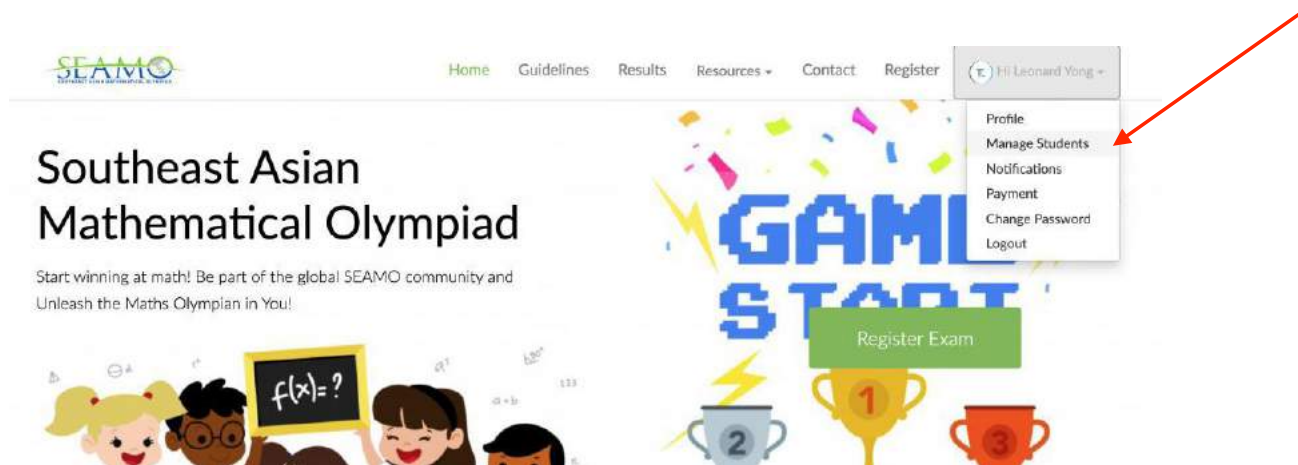 SEAMO
Home Guidelines Results Resources Contact Register Hi Leonard Yong
Profile
Manage Students
Notifications
Payment
Change Password
Logout
Southeast Asian
Mathematical Olympiad
Start winning at math! Be part of the global SEAMO community and
Unleash the Maths Olympian in You!
GAME
START
Register Exam
f(x)= ?
a+b
123
1
2
3